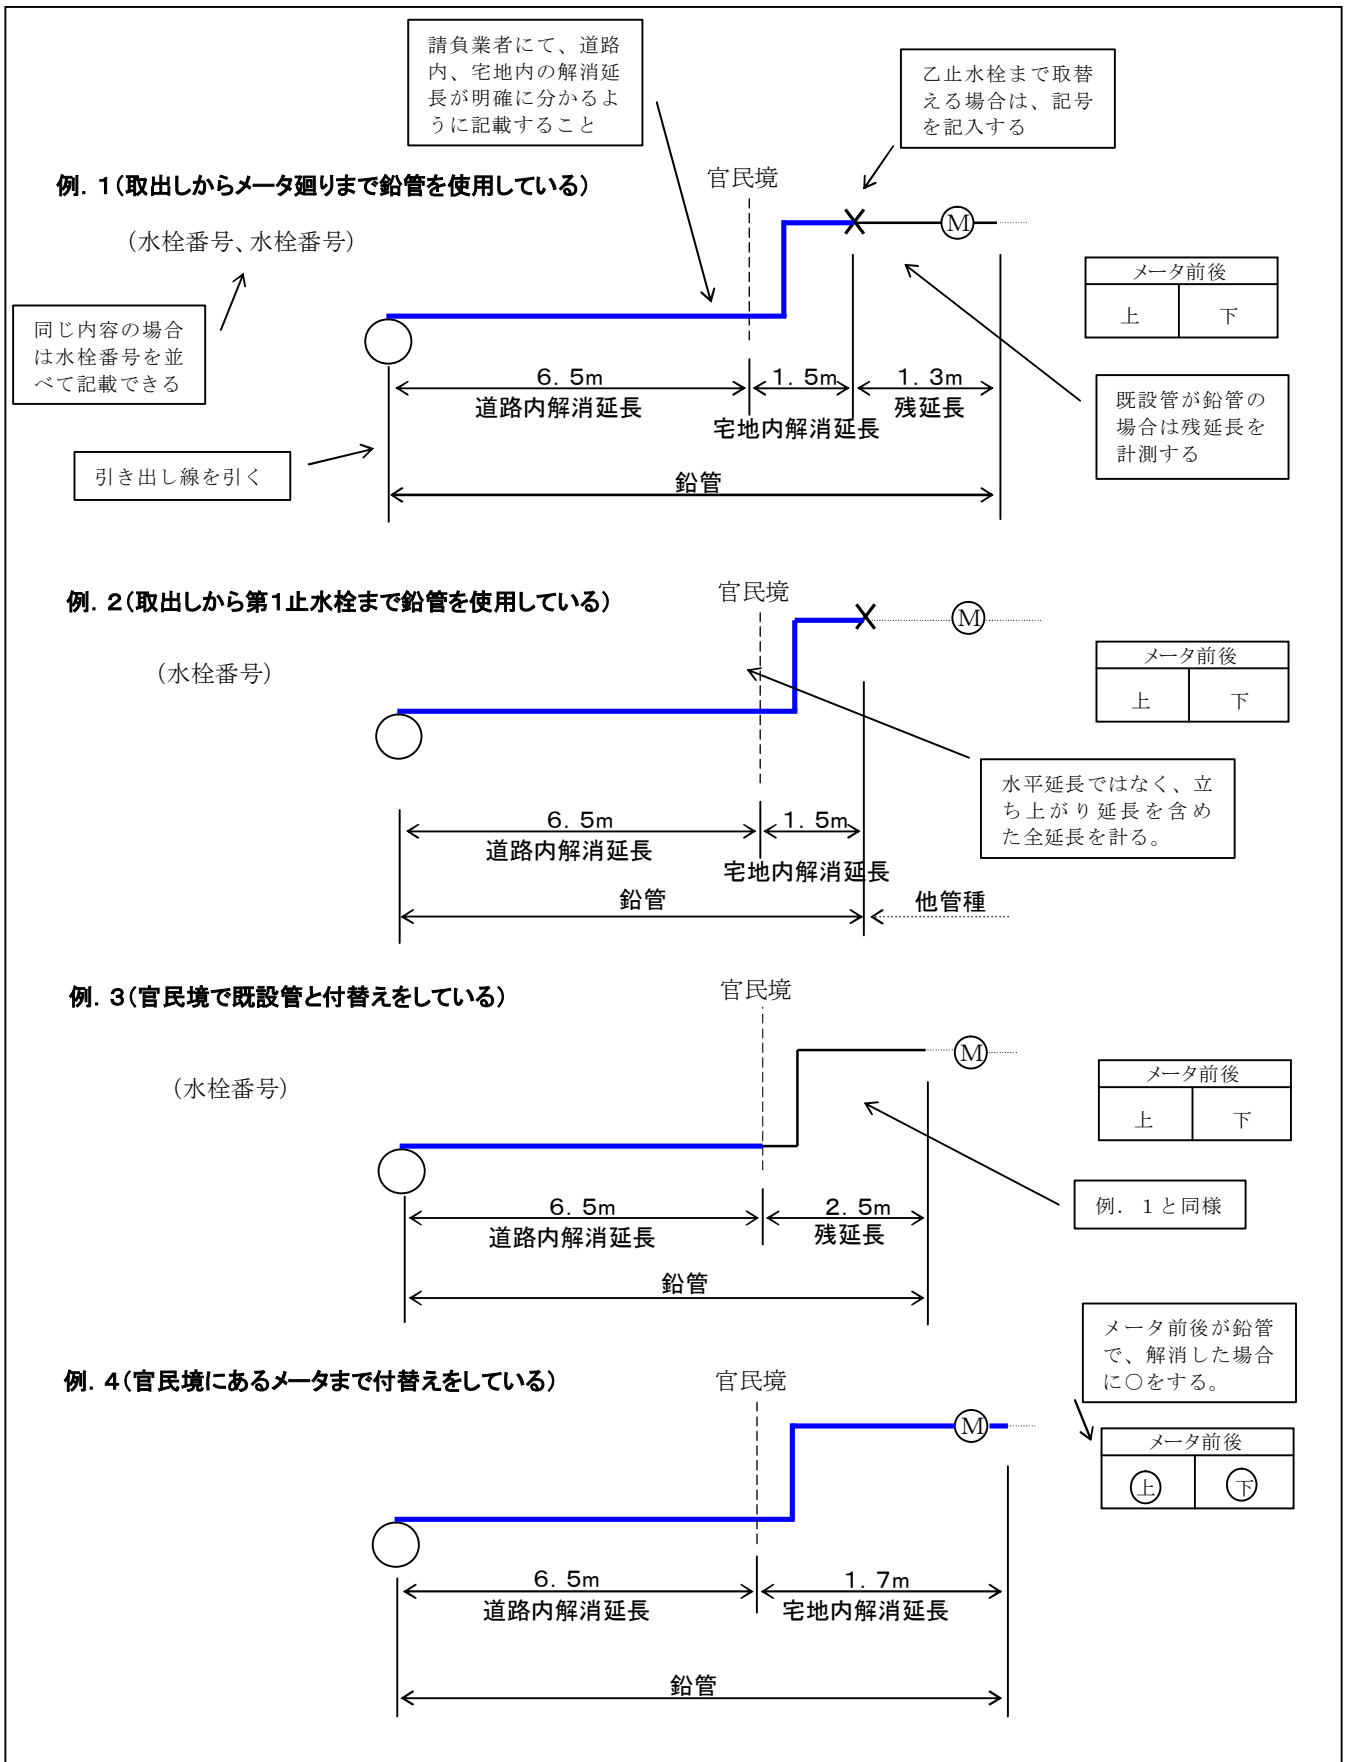 請負業者にて、道路
内、宅地内の解消延
長が明確に分かるよ
うに記載すること
乙止水栓まで取替
える場合は、記号
を記入する
例．1（取出しからメータ廻りまで鉛管を使用している）
官民境
（水栓番号、水栓番号）
M
メータ前後
上 下
同じ内容の場合
は水栓番号を並
べて記載できる
6．5m
道路内解消延長
1．5m
宅地内解消延長
1．3m
残延長
既設管が鉛管の
場合は残延長を
計測する
引き出し線を引く
鉛管
例．2（取出しから第1止水栓まで鉛管を使用している）
官民境
M
（水栓番号）
メータ前後
上 下
水平延長ではなく、立
ち上がり延長を含め
た全延長を計る。
6．5m
道路内解消延長
1．5m
宅地内解消延長
鉛管
他管種
例．3（官民境で既設管と付替えをしている）
官民境
M
（水栓番号）
メータ前後
上 下
例．1と同様
6．5m
道路内解消延長
2．5m
残延長
鉛管
メータ前後が鉛管
で、解消した場合
に○をする。
例．4（官民境にあるメータまで付替えをしている）
官民境
M
メータ前後
上 下
6．5m
道路内解消延長
1．7m
宅地内解消延長
鉛管